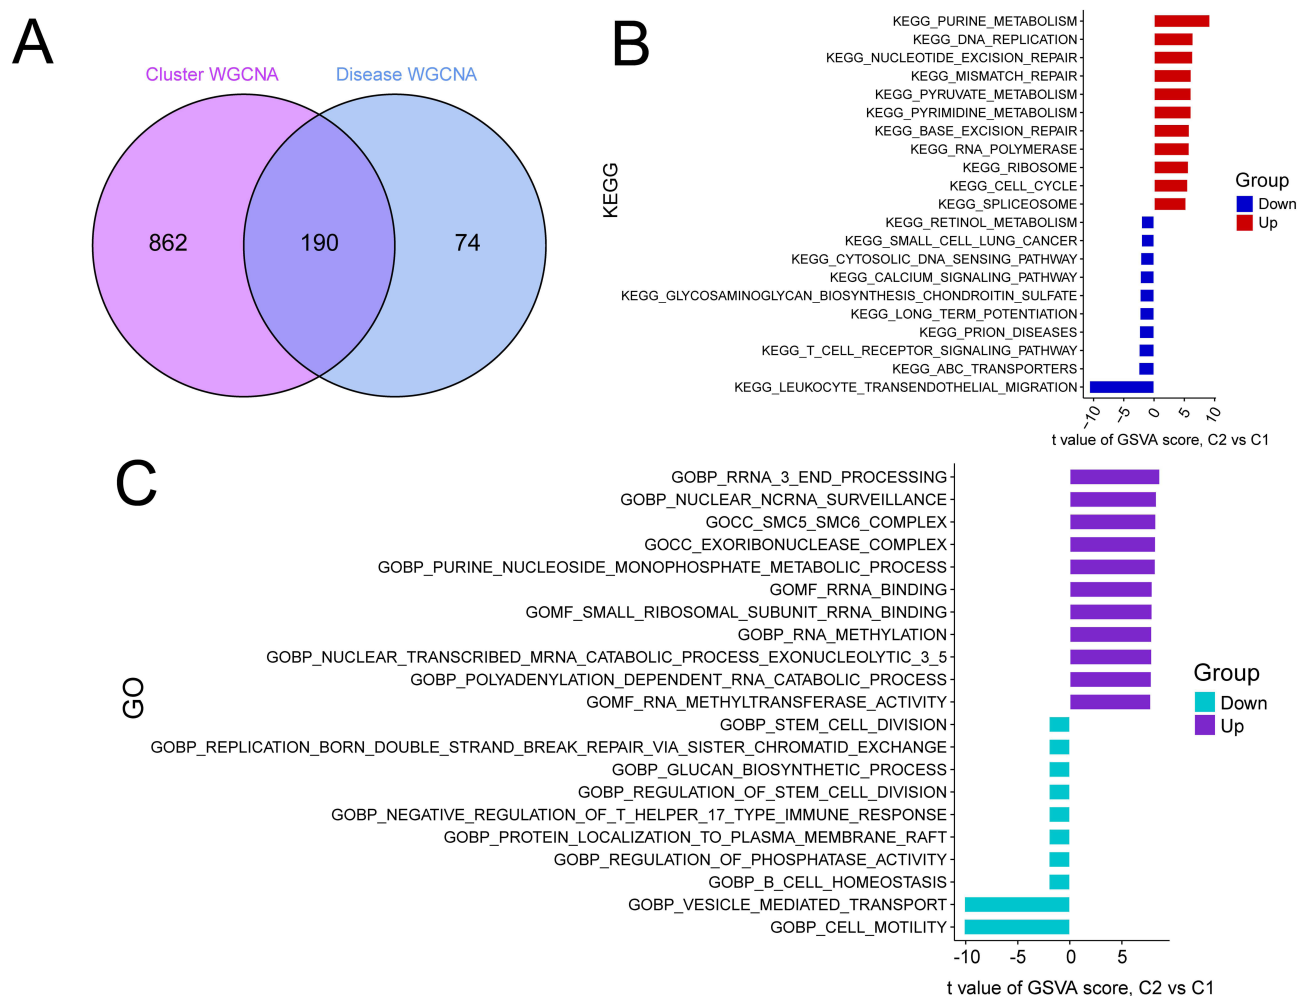 A
Cluster WGCNA
Disease WGCNA
862
190
74
B
KEGG
KEGG_PURINE_METABOLISM
KEGG_DNA_REPLICATION
KEGG_NUCLEOTIDE_EXCISION_REPAIR
KEGG_MISMATCH_REPAIR
KEGG_PYRUVATE_METABOLISM
KEGG_PYRIMIDINE_METABOLISM
KEGG_BASE_EXCISION_REPAIR
KEGG_RNA_POLYMERASE
KEGG_RIBOSOME
KEGG_CELL_CYCLE
KEGG_SPLICEOSOME
KEGG_RETINOL_METABOLISM
KEGG_SMALL_CELL_LUNG_CANCER
KEGG_CYTOSOLIC_DNA_SENSING_PATHWAY
KEGG_CALCIUM_SIGNALING_PATHWAY
KEGG_GLYCOSAMINOGLYCAN_BIOSYNTHESIS_CHONDROITIN_SULFATE
KEGG_LONG_TERM_POTENTIATION
KEGG_PRION_DISEASES
KEGG_T_CELL_RECEPTOR_SIGNALING_PATHWAY
KEGG_ABC_TRANSPORTERS
KEGG_LEUKOCYTE_TRANSENDOTHELIAL_MIGRATION
-10 -5 0 5 10
t value of GSVA score, C2 vs C1
Group
Down
Up
C
GO
GOBP_RRNA_3_END_PROCESSING
GOBP_NUCLEAR_NCRNA_SURVEILLANCE
GOCC_SMC5_SMC6_COMPLEX
GOCC_EXORIBONUCLEASE_COMPLEX
GOBP_PURINE_NUCLEOSIDE_MONOPHOSPHATE_METABOLIC_PROCESS
GOMF_RRNA_BINDING
GOMF_SMALL_RIBOSOMAL_SUBUNIT_RRNA_BINDING
GOBP_RNA_METHYLATION
GOBP_NUCLEAR_TRANSCRIBED_MRNA_CATABOLIC_PROCESS_EXONUCLEOLYTIC_3_5
GOBP_POLYADENYLATION_DEPENDENT_RNA_CATABOLIC_PROCESS
GOMF_RNA_METHYLTRANSFERASE_ACTIVITY
GOBP_STEM_CELL_DIVISION
GOBP_REPLICATION_BORN_DOUBLE_STRAND_BREAK_REPAIR_VIA_SISTER_CHROMATID_EXCHANGE
GOBP_GLUCAN_BIOSYNTHETIC_PROCESS
GOBP_REGULATION_OF_STEM_CELL_DIVISION
GOBP_NEGATIVE_REGULATION_OF_T_HELPER_17_TYPE_IMMUNE_RESPONSE
GOBP_PROTEIN_LOCALIZATION_TO_PLASMA_MEMBRANE_RAFT
GOBP_REGULATION_OF_PHOSPHATASE_ACTIVITY
GOBP_B_CELL_HOMEOSTASIS
GOBP_VESICLE_MEDIATED_TRANSPORT
GOBP_CELL_MOTILITY
-10 -5 0 5
t value of GSVA score, C2 vs C1
Group
Down
Up